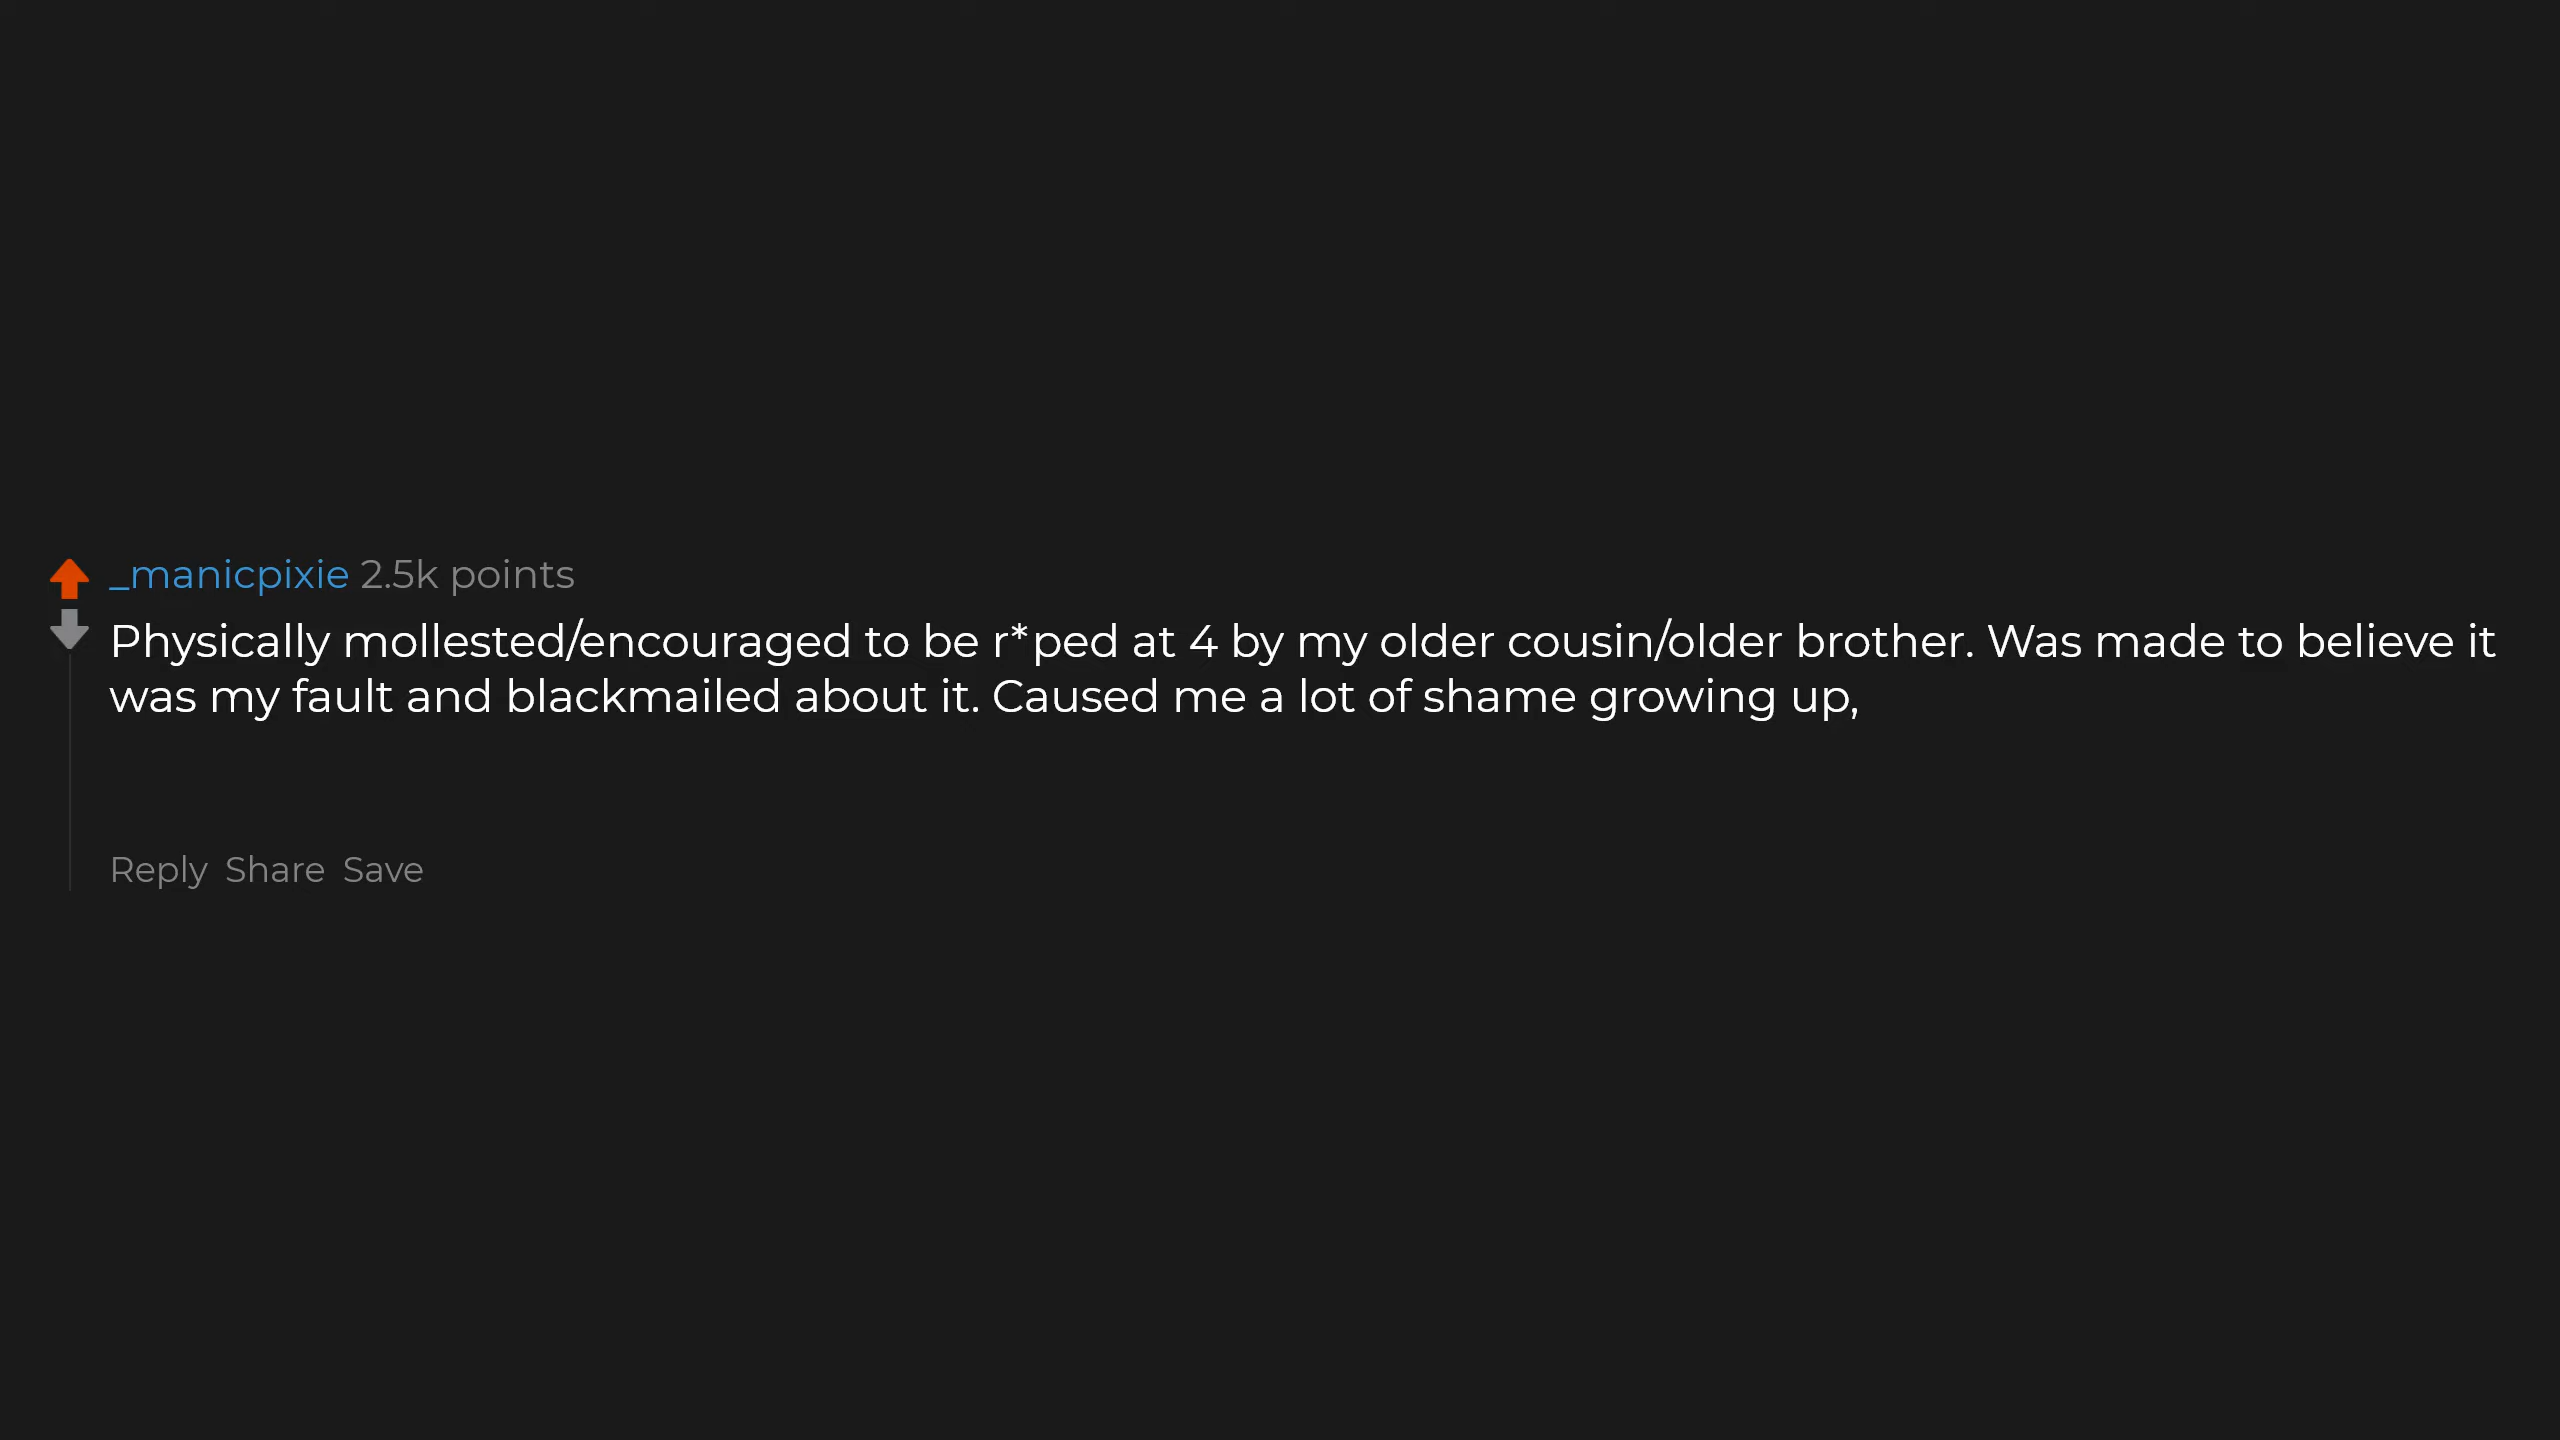 _manicpixie 2.5k points
Physically mollested/encouraged to be r*ped at 4 by my older cousin/older brother. Was made to believe it
was my fault and blackmailed about it. Caused me a lot of shame growing up,
Reply Share Save